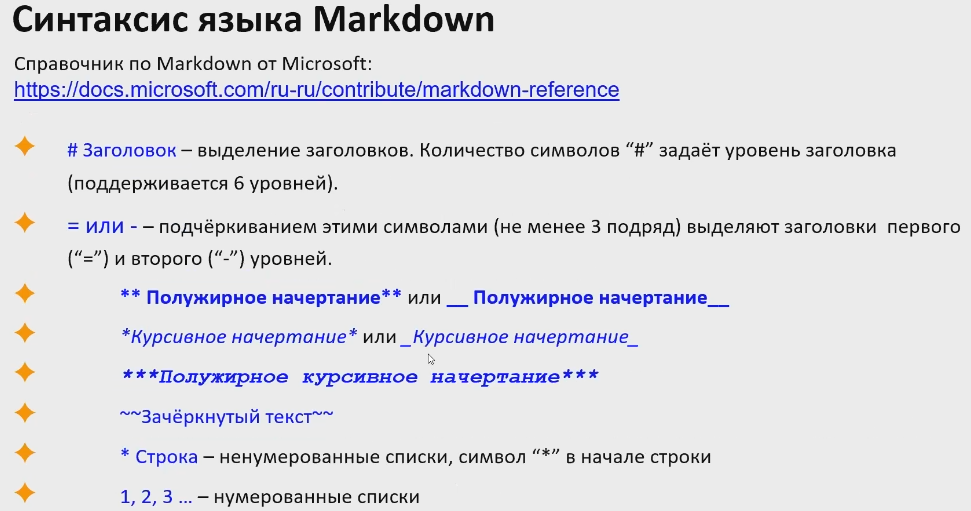 Синтаксис языка Markdown
Справочник по Markdown от Microsoft:
https://docs.microsoft.com/ru-ru/contribute/markdown-reference
# Заголовок – выделение заголовков. Количество символов “#” задаёт уровень заголовка
(поддерживается 6 уровней).
= или - – подчёркиванием этими символами (не менее 3 подряд) выделяют заголовки первого
(“=”) и второго (“-”) уровней.
** Полужирное начертание** или __ Полужирное начертание__
*Курсивное начертание* или _Курсивное начертание_
***Полужирное курсивное начертание***
~~Зачёркнутый текст~~
* Строка – ненумерованные списки, символ “*” в начале строки
1, 2, 3 … – нумерованные списки